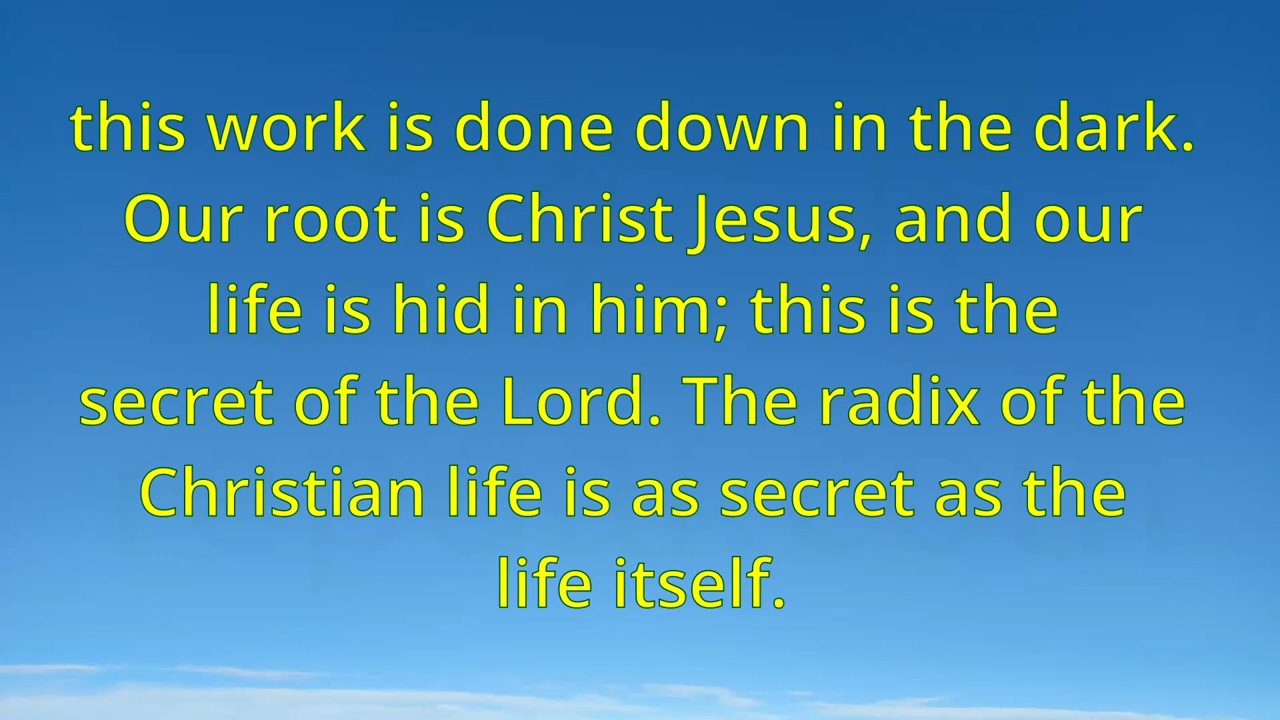 this work is done down in the dark.
Our root is Christ Jesus, and our
life is hid in him; this is the
secret of the Lord. The radix of the
Christian life is as secret as the
life itself.